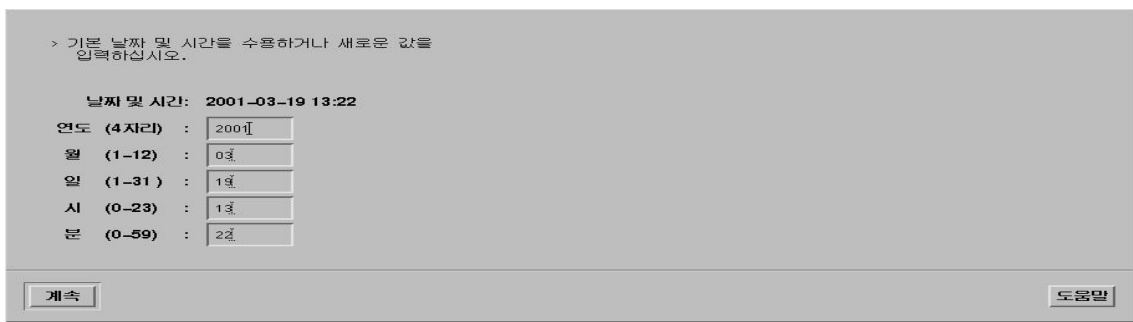 > 기본 날짜 및 시간을 수용하거나 새로운 값을
입력하십시오.
날짜 및 시간: 2001-03-19 13:22
연도 (4자리) : 2001
월 (1-12) : 03
일 (1-31 ) : 19
시 (0-23) : 13
분 (0-59) : 22
계속 도움말